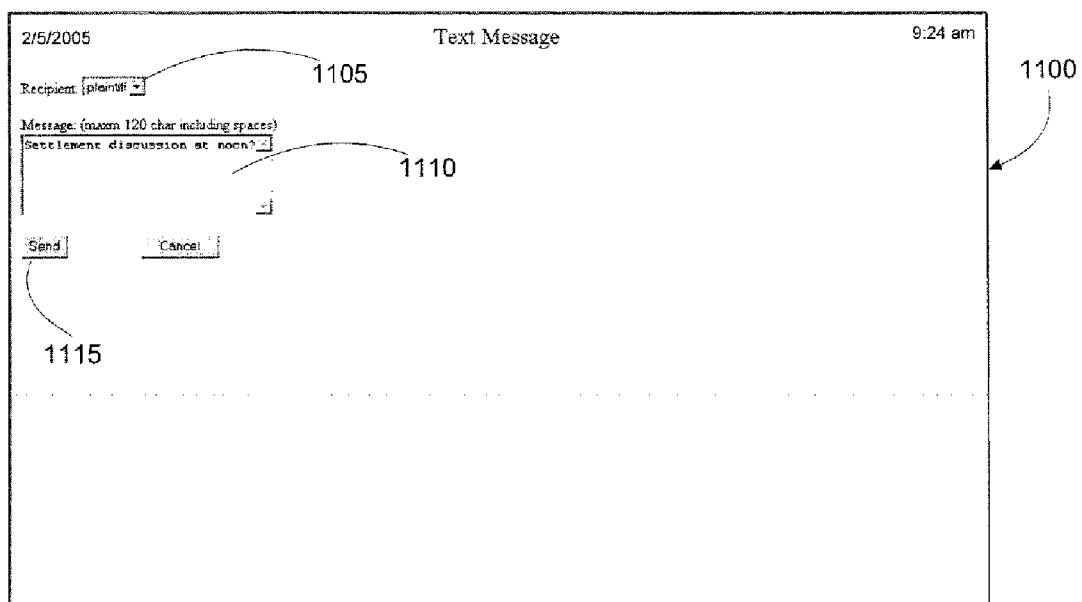 2/5/2005 Text Message 9:24 am
1105
1100
Recipient: plaintiff
Message: (maxm 120 char including spaces)
Settlement discussion at noon?
1110
Send Cancel
1115